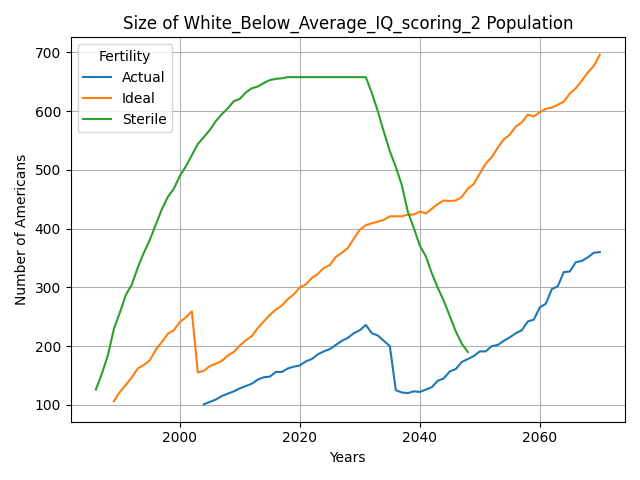 Size of White_Below_Average_IQ_scoring_2 Population
Fertility
Actual
Ideal
Sterile
Number of Americans
700
600
500
400
300
200
100
2000
2020
2040
2060
Years